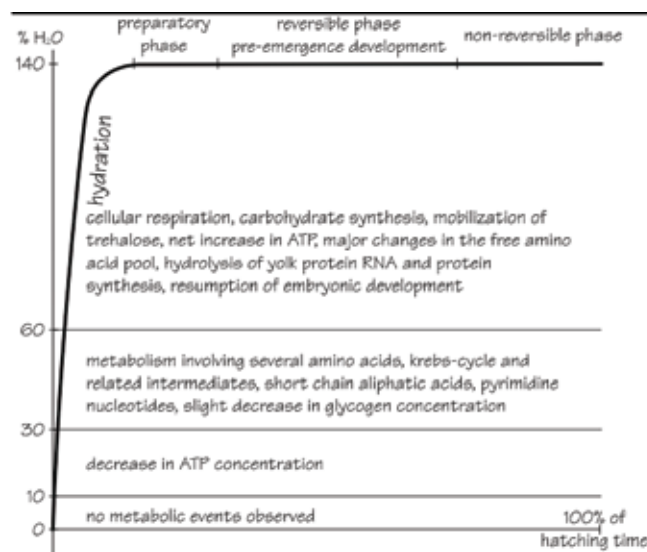 % H₂O
preparatory phase
reversible phase
pre-emergence development
non-reversible phase
140
hydration
cellular respiration, carbohydrate synthesis, mobilization of
trehalose, net increase in ATP, major changes in the free amino
acid pool, hydrolysis of yolk protein RNA and protein
synthesis, resumption of embryonic development
60
metabolism involving several amino acids, krebs-cycle and
related intermediates, short chain aliphatic acids, pyrimidine
nucleotides, slight decrease in glycogen concentration
30
decrease in ATP concentration
10
no metabolic events observed
0
100% of
hatching time